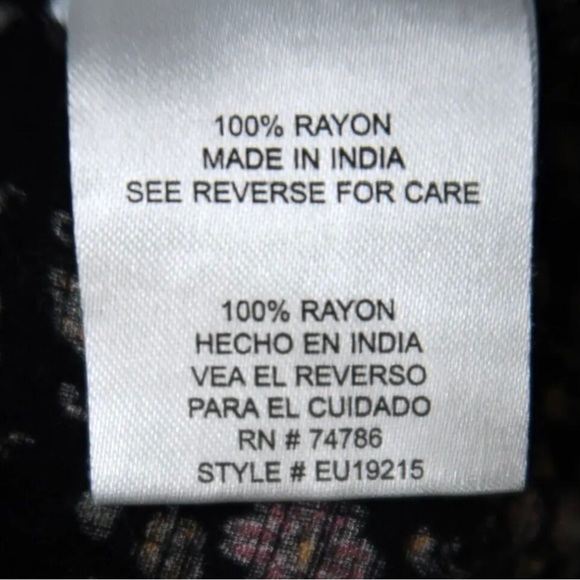 100% RAYON
MADE IN INDIA
SEE REVERSE FOR CARE
100% RAYON
HECHO EN INDIA
VEA EL REVERSO
PARA EL CUIDADO
RN # 74786
STYLE # EU19215